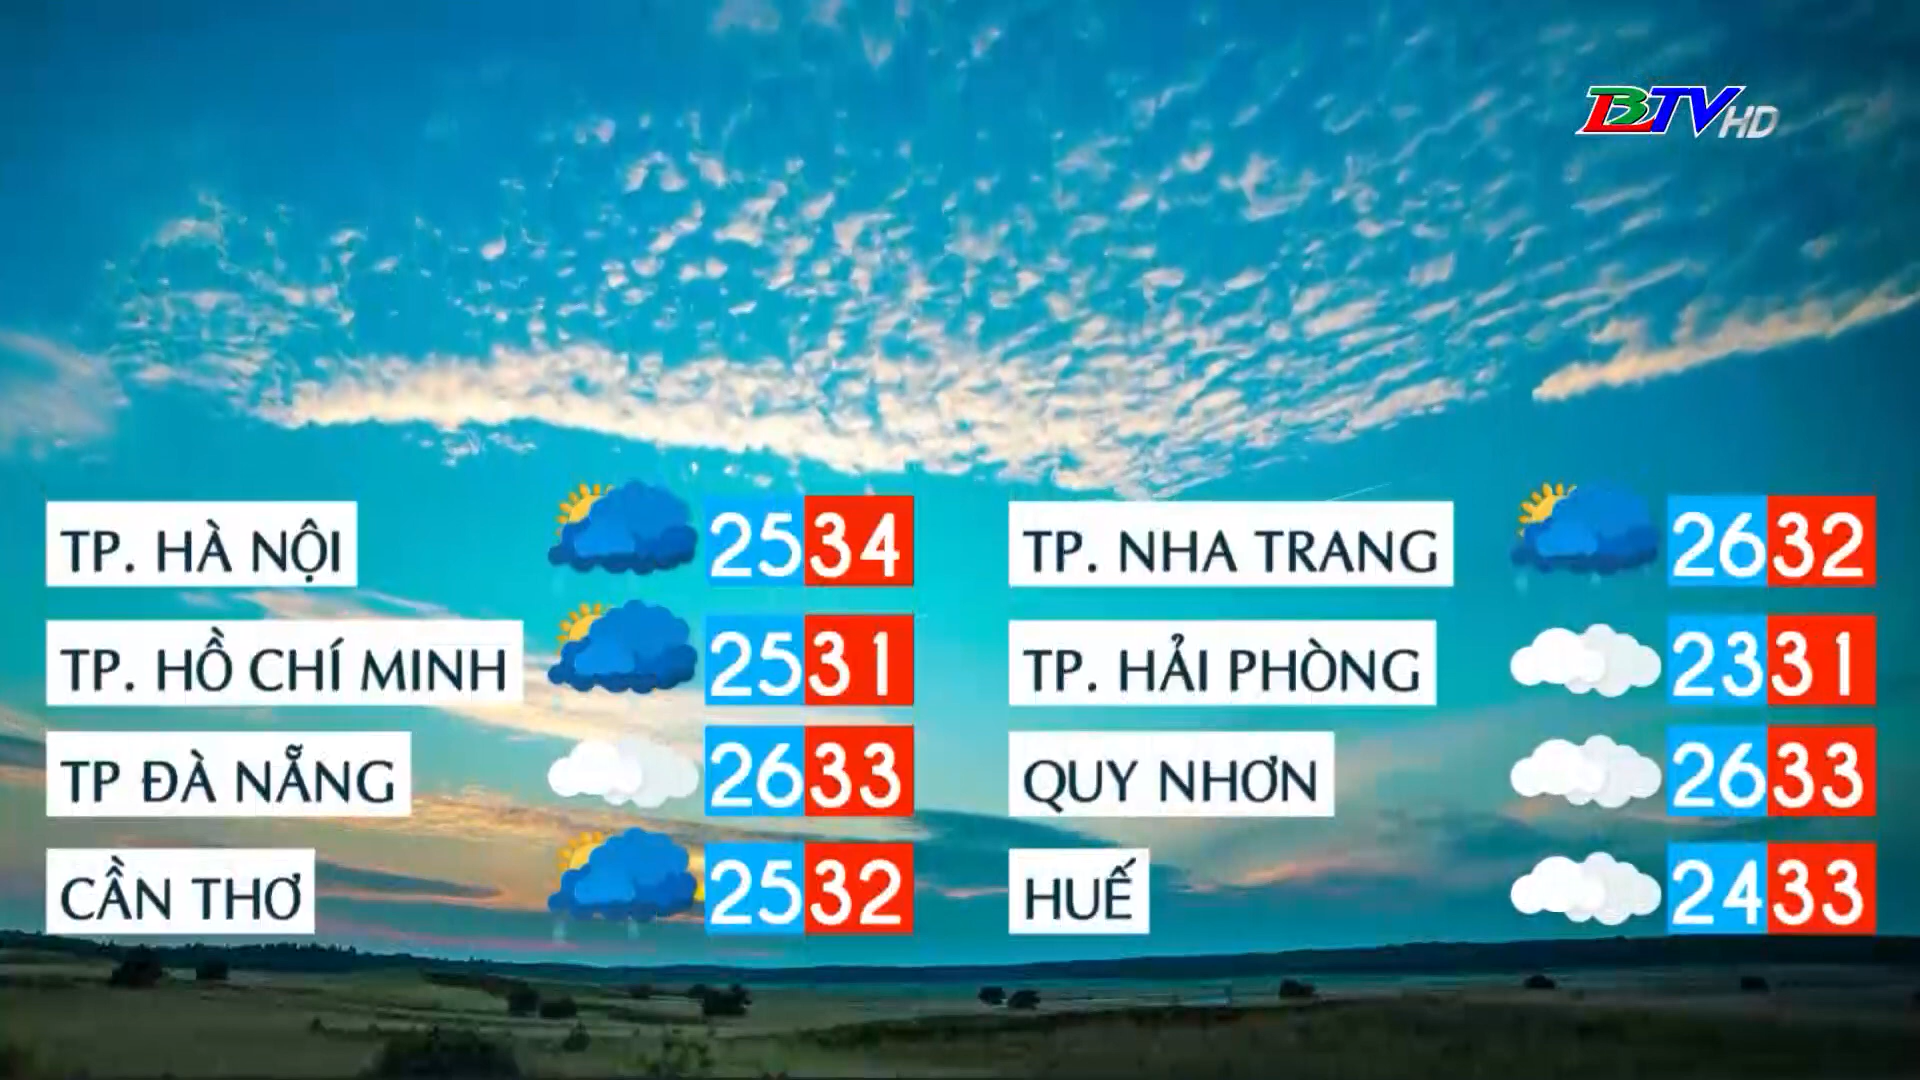 BTV HD
TP. HÀ NỘI 25 34
TP. HỒ CHÍ MINH 25 31
TP ĐÀ NẴNG 26 33
CẦN THƠ 25 32
TP. NHA TRANG 26 32
TP. HẢI PHÒNG 23 31
QUY NHƠN 26 33
HUẾ 24 33